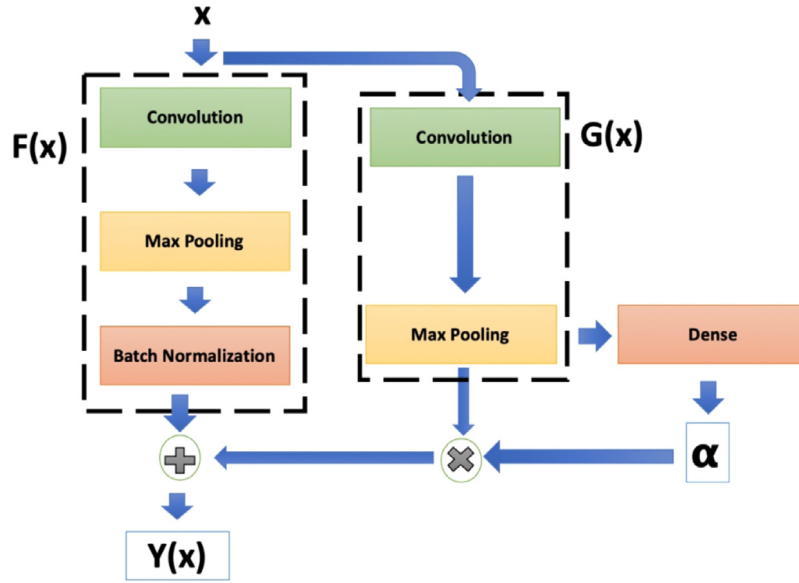 x
Convolution
F(x)
Convolution
G(x)
Max Pooling
Max Pooling
Dense
Batch Normalization
α
Y(x)